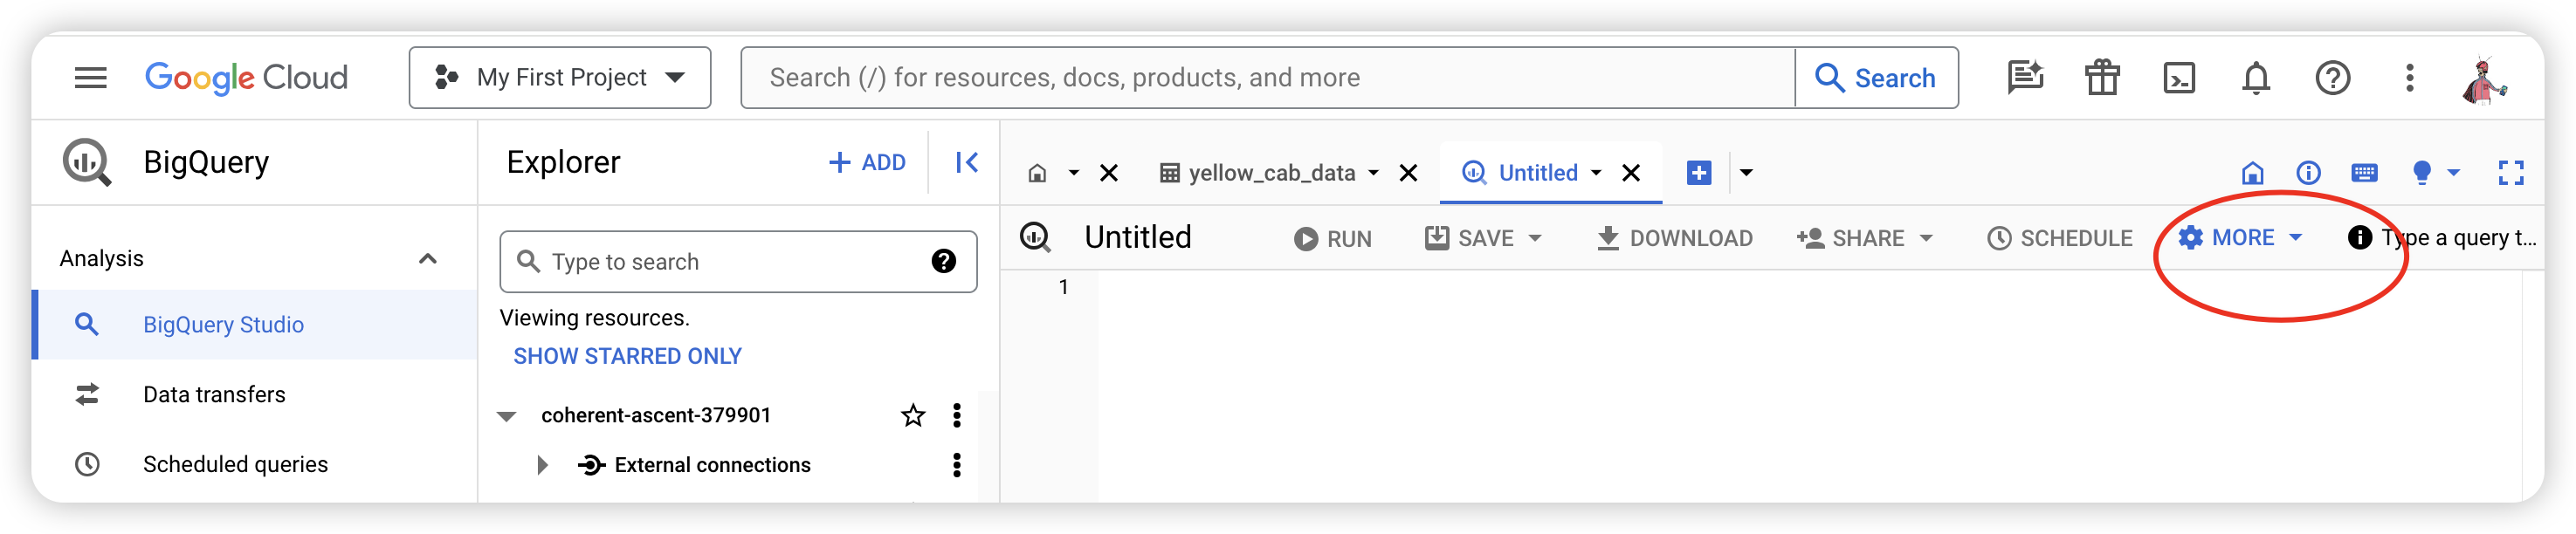 Google Cloud
My First Project
Search (/) for resources, docs, products, and more
Search
BigQuery
Analysis
BigQuery Studio
Data transfers
Scheduled queries
Explorer
+ ADD
Type to search
Viewing resources.
SHOW STARRED ONLY
coherent-ascent-379901
External connections
yellow_cab_data
Untitled
Untitled
RUN
SAVE
DOWNLOAD
SHARE
SCHEDULE
MORE
Type a query t...
1